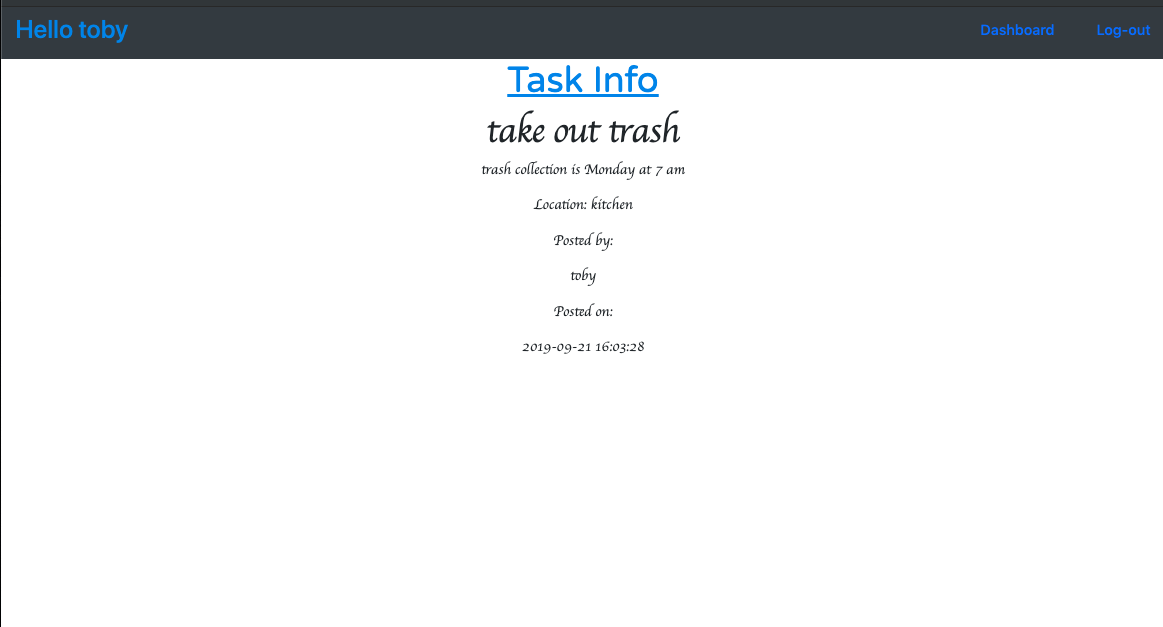 Hello toby
Dashboard
Log-out
Task Info
take out trash
trash collection is Monday at 7 am
Location: kitchen
Posted by:
toby
Posted on:
2019-09-21 16:03:28